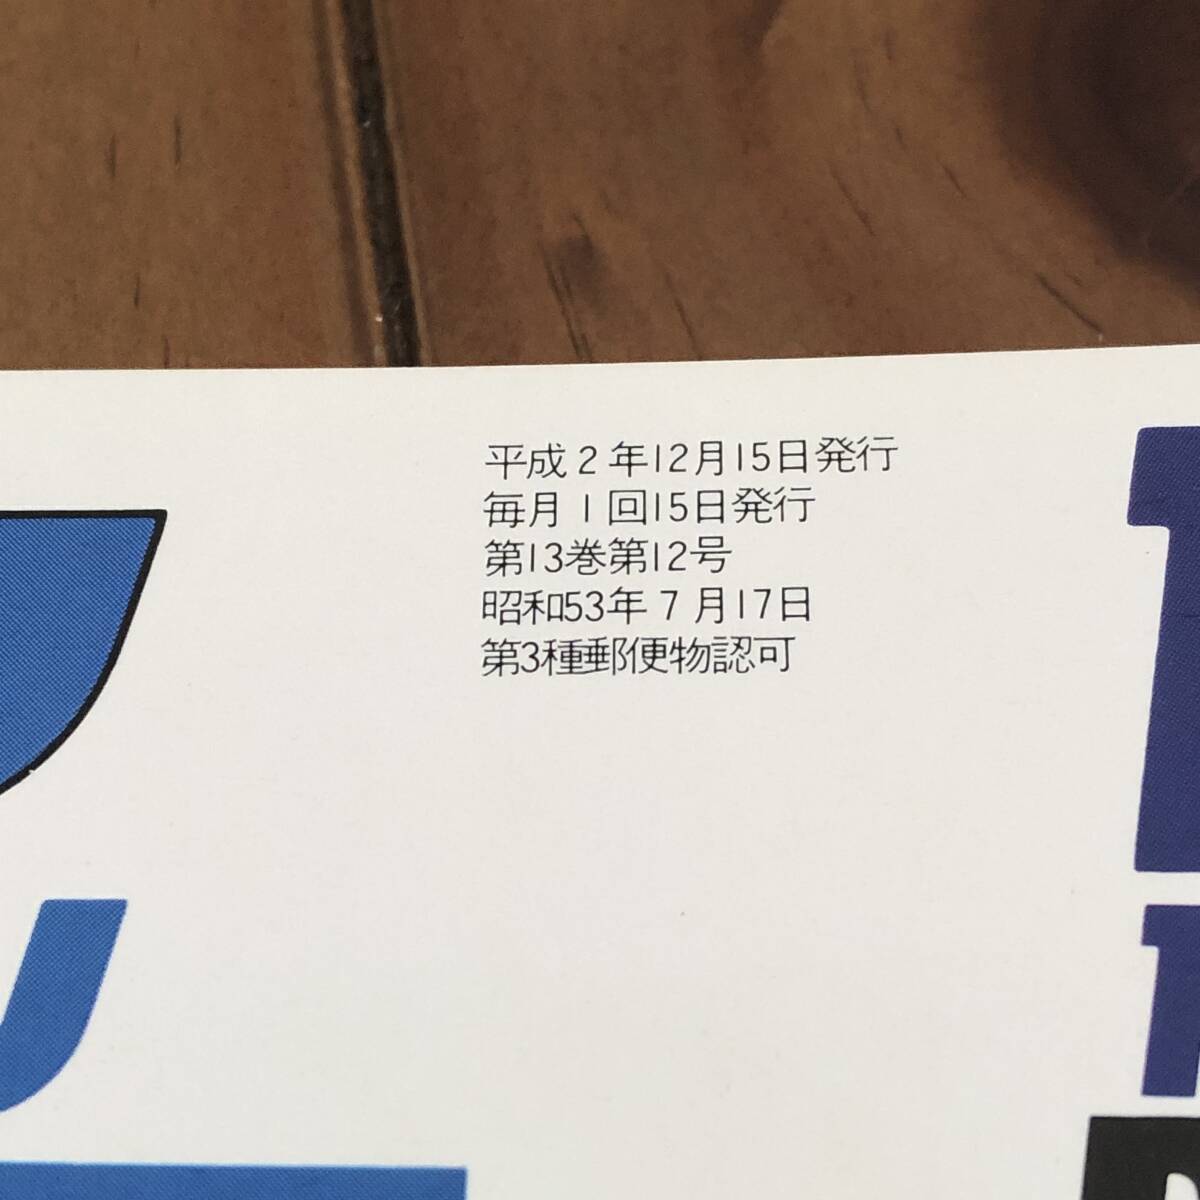 平成2年12月15日発行
毎月1回15日発行
第13巻第12号
昭和53年7月17日
第3種郵便物認可